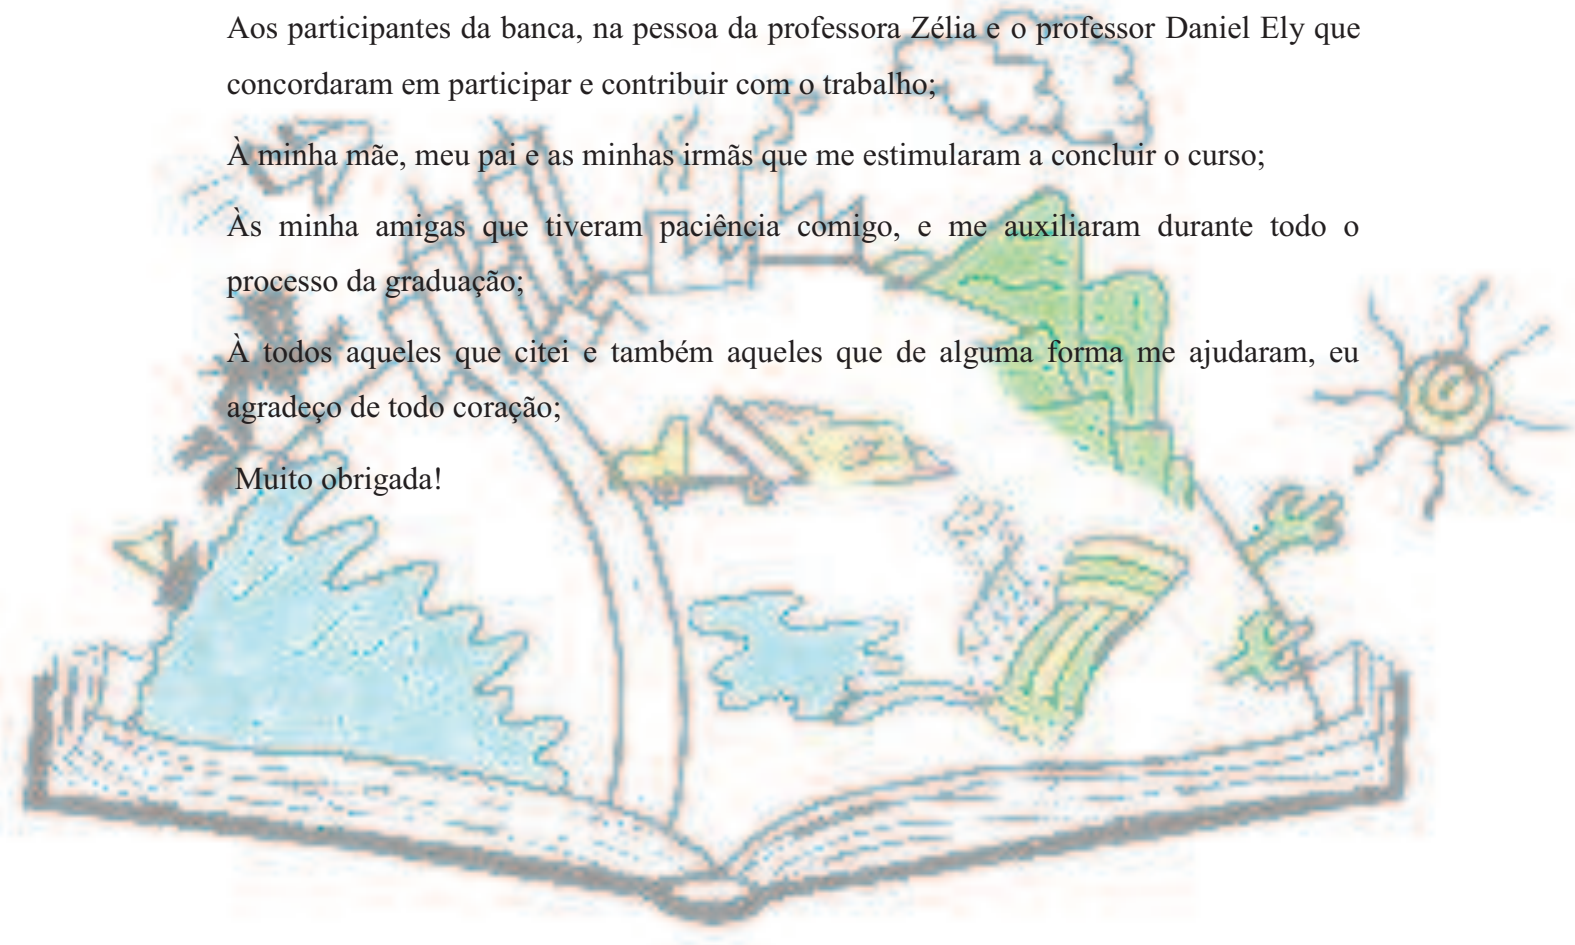 Aos participantes da banca, na pessoa da professora Zélia e o professor Daniel Ely que
concordaram em participar e contribuir com o trabalho;
À minha mãe, meu pai e as minhas irmãs que me estimularam a concluir o curso;
Às minha amigas que tiveram paciência comigo, e me auxiliaram durante todo o
processo da graduação;
À todos aqueles que citei e também aqueles que de alguma forma me ajudaram, eu
agradeço de todo coração;
Muito obrigada!